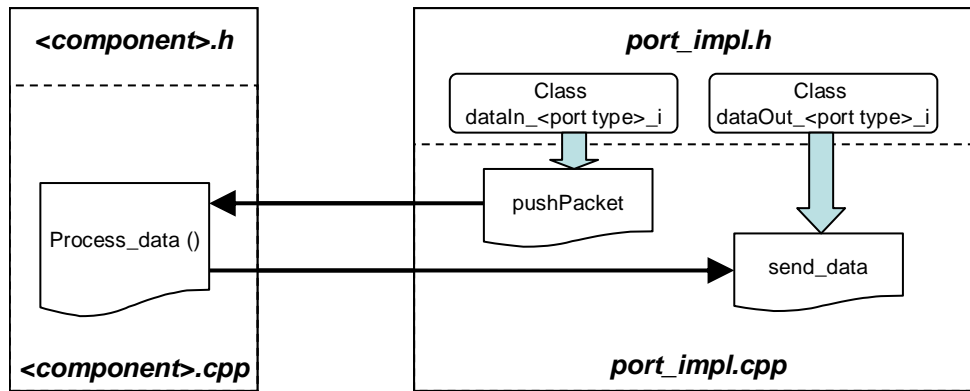 <component>.h
port_impl.h
Class
dataIn_<port type>_i
Class
dataOut_<port type>_i
pushPacket
Process_data ()
send_data
<component>.cpp
port_impl.cpp